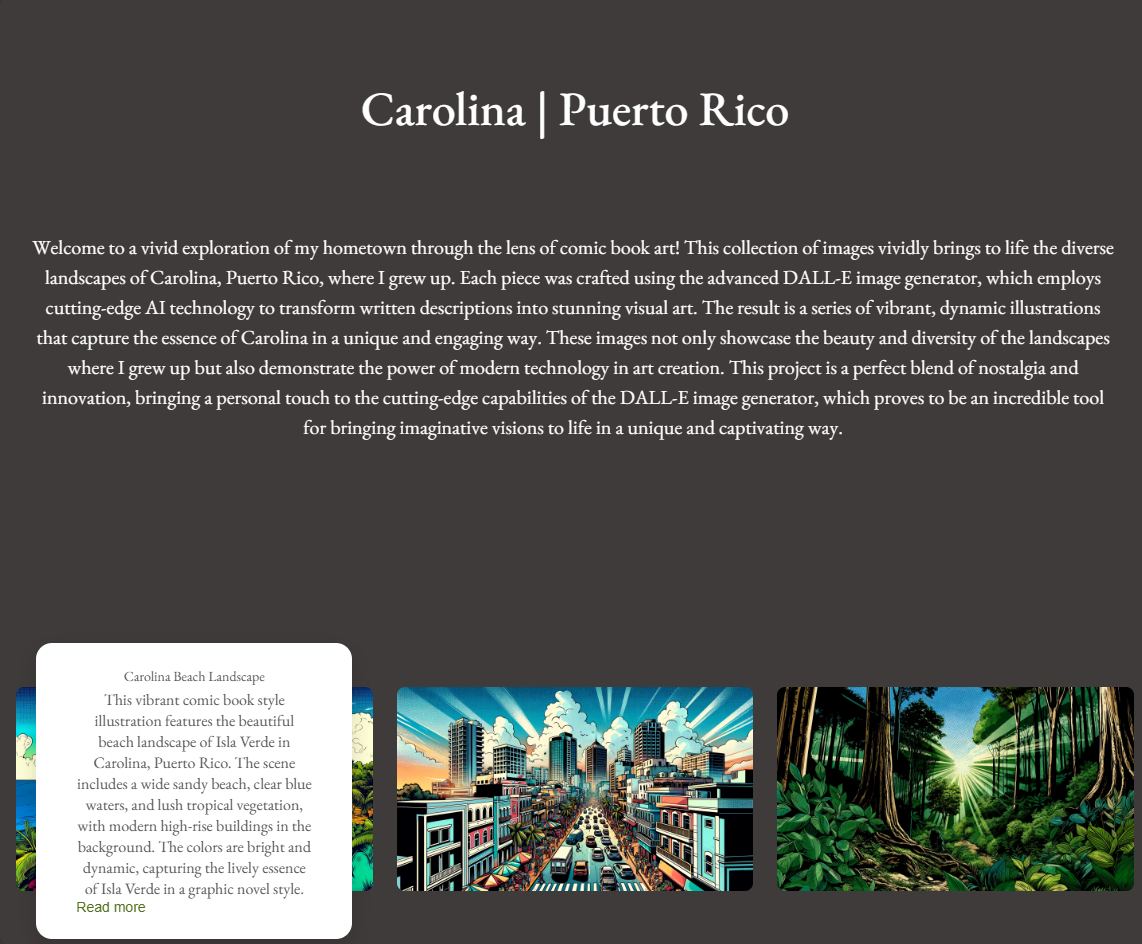 Carolina | Puerto Rico
Welcome to a vivid exploration of my hometown through the lens of comic book art! This collection of images vividly brings to life the diverse
landscapes of Carolina, Puerto Rico, where I grew up. Each piece was crafted using the advanced DALL-E image generator, which employs
cutting-edge AI technology to transform written descriptions into stunning visual art. The result is a series of vibrant, dynamic illustrations
that capture the essence of Carolina in a unique and engaging way. These images not only showcase the beauty and diversity of the landscapes
where I grew up but also demonstrate the power of modern technology in art creation. This project is a perfect blend of nostalgia and
innovation, bringing a personal touch to the cutting-edge capabilities of the DALL-E image generator, which proves to be an incredible tool
for bringing imaginative visions to life in a unique and captivating way.
Carolina Beach Landscape
This vibrant comic book style
illustration features the beautiful
beach landscape of Isla Verde in
Carolina, Puerto Rico. The scene
includes a wide sandy beach, clear blue
waters, and lush tropical vegetation,
with modern high-rise buildings in the
background. The colors are bright and
dynamic, capturing the lively essence
of Isla Verde in a graphic novel style.
Read more